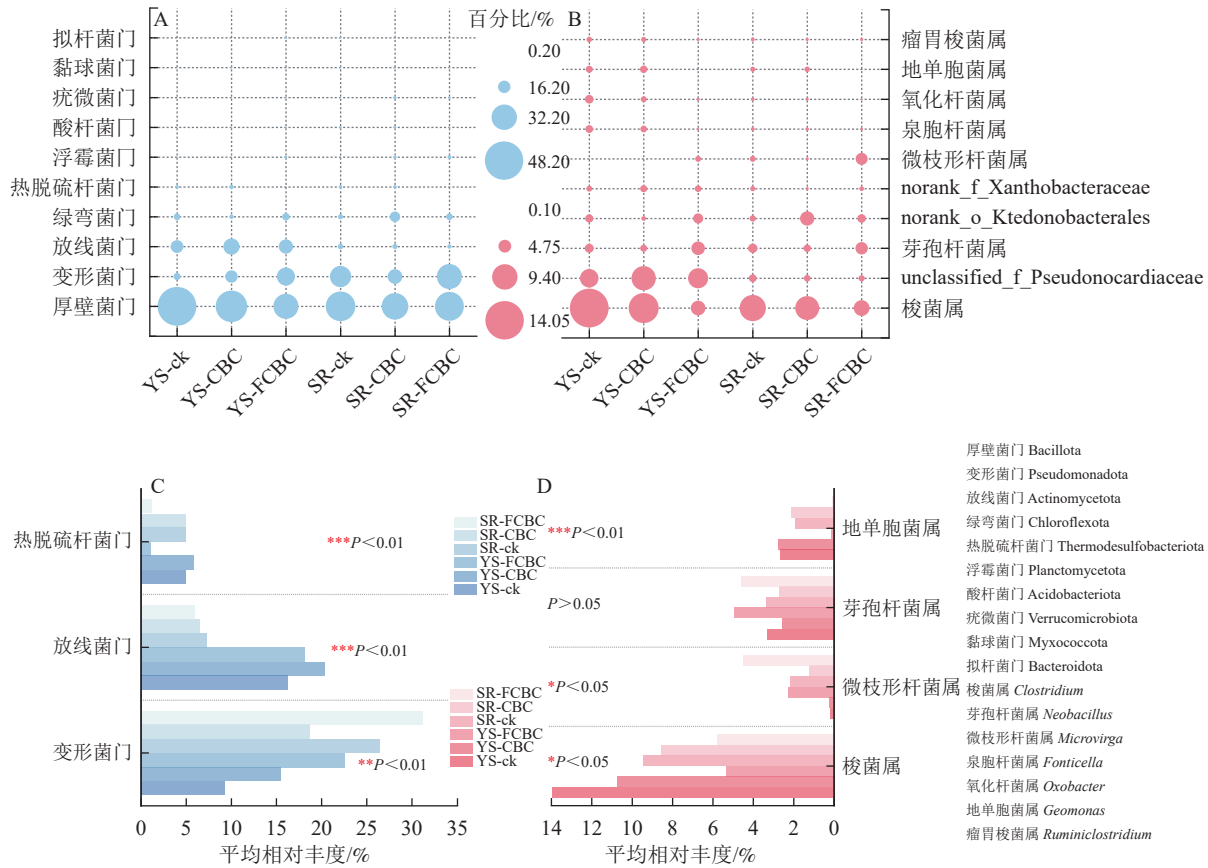 A
拟杆菌门
黏球菌门
疣微菌门
酸杆菌门
浮霉菌门
热脱硫杆菌门
绿弯菌门
放线菌门
变形菌门
厚壁菌门
YS-ck
YS-CBC
YS-FCBC
SR-ck
SR-CBC
SR-FCBC
百分比/%
0.20
16.20
32.20
48.20
0.10
4.75
9.40
14.05
B
瘤胃梭菌属
地单胞菌属
氧化杆菌属
泉胞杆菌属
微枝形杆菌属
norank_f_Xanthobacteraceae
norank_o_Ktedonobacterales
芽孢杆菌属
unclassified_f_Pseudonocardiaceae
梭菌属
YS-ck
YS-CBC
YS-FCBC
SR-ck
SR-CBC
SR-FCBC
C
热脱硫杆菌门
放线菌门
变形菌门
***P<0.01
***P<0.01
**P<0.01
0 5 10 15 20 25 30 35
平均相对丰度/%
SR-FCBC
SR-CBC
SR-ck
YS-FCBC
YS-CBC
YS-ck
SR-FCBC
SR-CBC
SR-ck
YS-FCBC
YS-CBC
YS-ck
D
***P<0.01
P>0.05
*P<0.05
*P<0.05
地单胞菌属
芽孢杆菌属
微枝形杆菌属
梭菌属
14 12 10 8 6 4 2 0
平均相对丰度/%
厚壁菌门 Bacillota
变形菌门 Pseudomonadota
放线菌门 Actinomycetota
绿弯菌门 Chloroflexota
热脱硫杆菌门 Thermodesulfobacteriota
浮霉菌门 Planctomycetota
酸杆菌门 Acidobacteriota
疣微菌门 Verrucomicrobiota
黏球菌门 Myxococcota
拟杆菌门 Bacteroidota
梭菌属 Clostridium
芽孢杆菌属 Neobacillus
微枝形菌属 Microvirga
泉胞杆菌属 Fonticella
氧化杆菌属 Oxobacter
地单胞菌属 Geomonas
瘤胃梭菌属 Ruminiclostridium